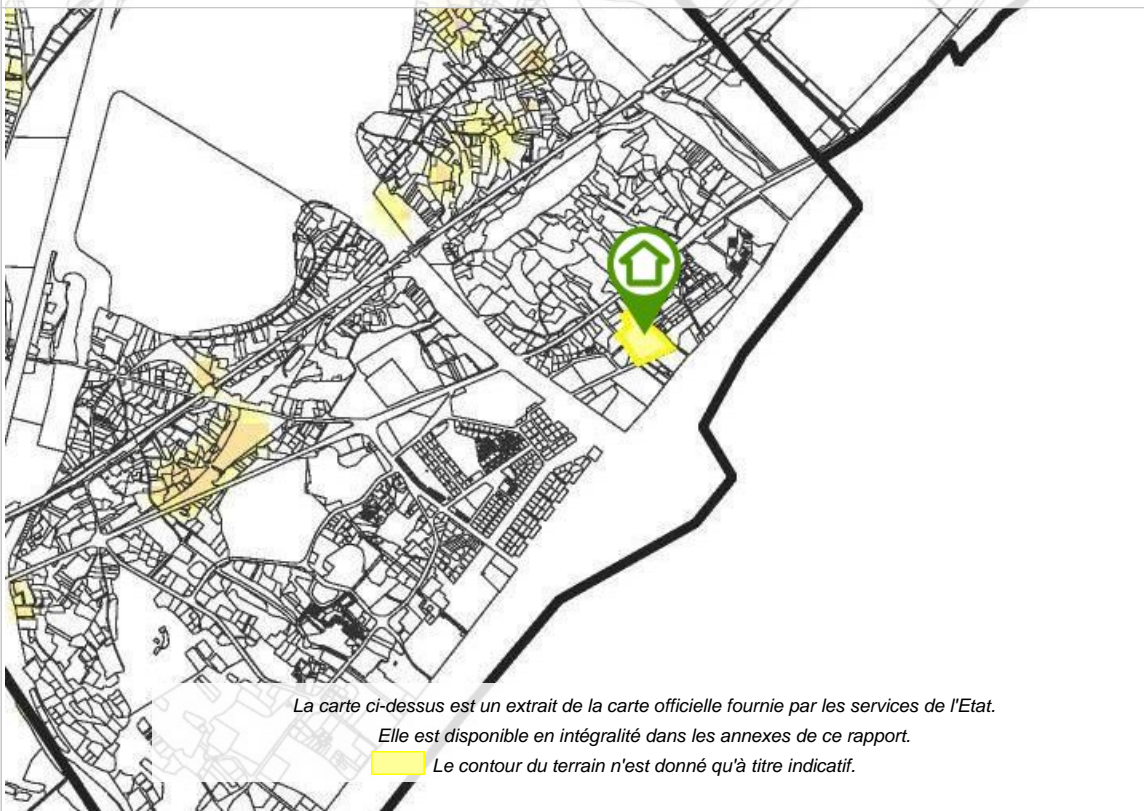 La carte ci-dessus est un extrait de la carte officielle fournie par les services de l'Etat.
Elle est disponible en intégralité dans les annexes de ce rapport.
Le contour du terrain n'est donné qu'à titre indicatif.